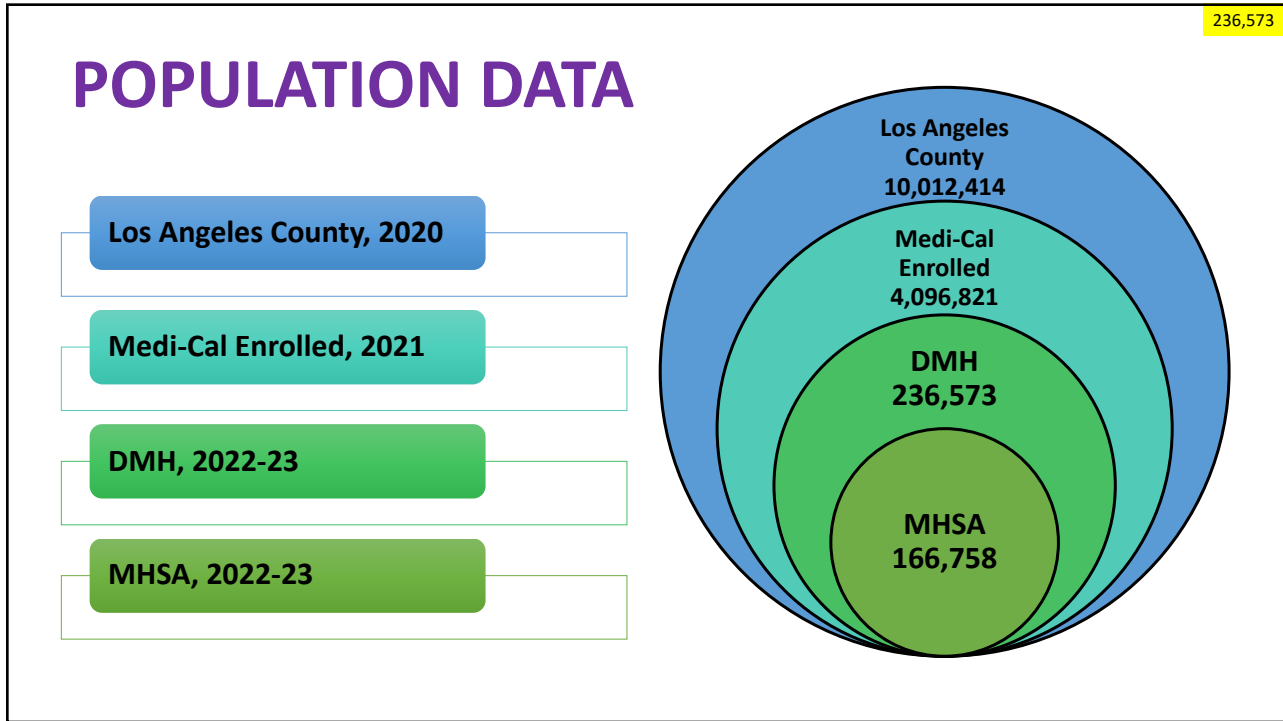 236,573
POPULATION DATA
Los Angeles County, 2020
Medi-Cal Enrolled, 2021
DMH, 2022-23
MHSA, 2022-23
Los Angeles
County
10,012,414
Medi-Cal
Enrolled
4,096,821
DMH
236,573
MHSA
166,758